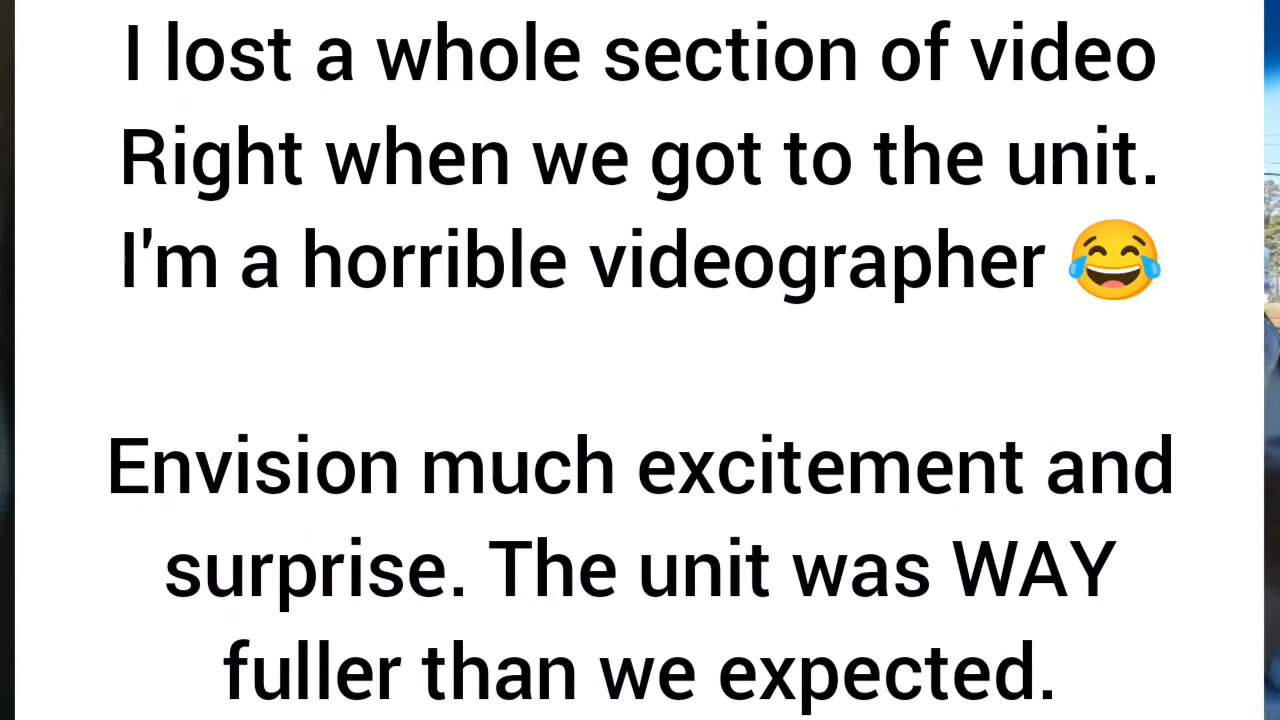 I lost a whole section of video
Right when we got to the unit.
I'm a horrible videographer 😂
Envision much excitement and
surprise. The unit was WAY
fuller than we expected.